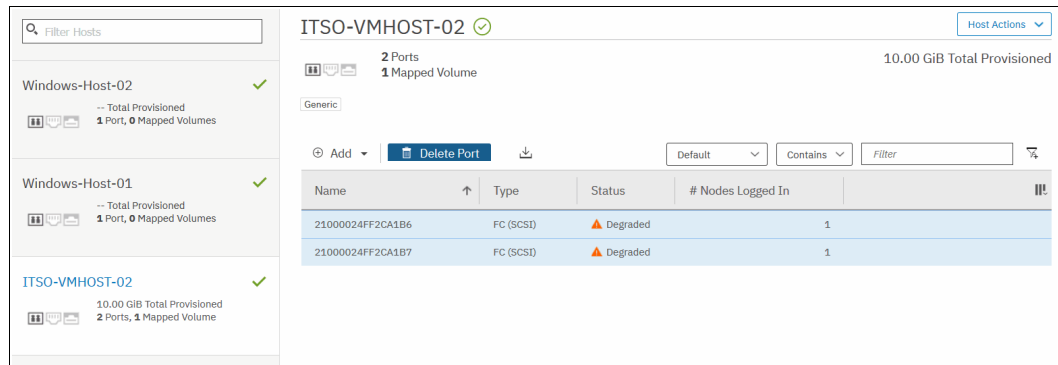 Filter Hosts
Windows-Host-02
-- Total Provisioned
1 Port, 0 Mapped Volumes
Windows-Host-01
-- Total Provisioned
1 Port, 0 Mapped Volumes
ITSO-VMHOST-02
10.00 GiB Total Provisioned
2 Ports, 1 Mapped Volume
ITSO-VMHOST-02
Host Actions
2 Ports
1 Mapped Volume
10.00 GiB Total Provisioned
Generic
Add Delete Port Default Contains Filter
Name Type Status # Nodes Logged In
21000024FF2CA1B6 FC (SCSI) Degraded 1
21000024FF2CA1B7 FC (SCSI) Degraded 1